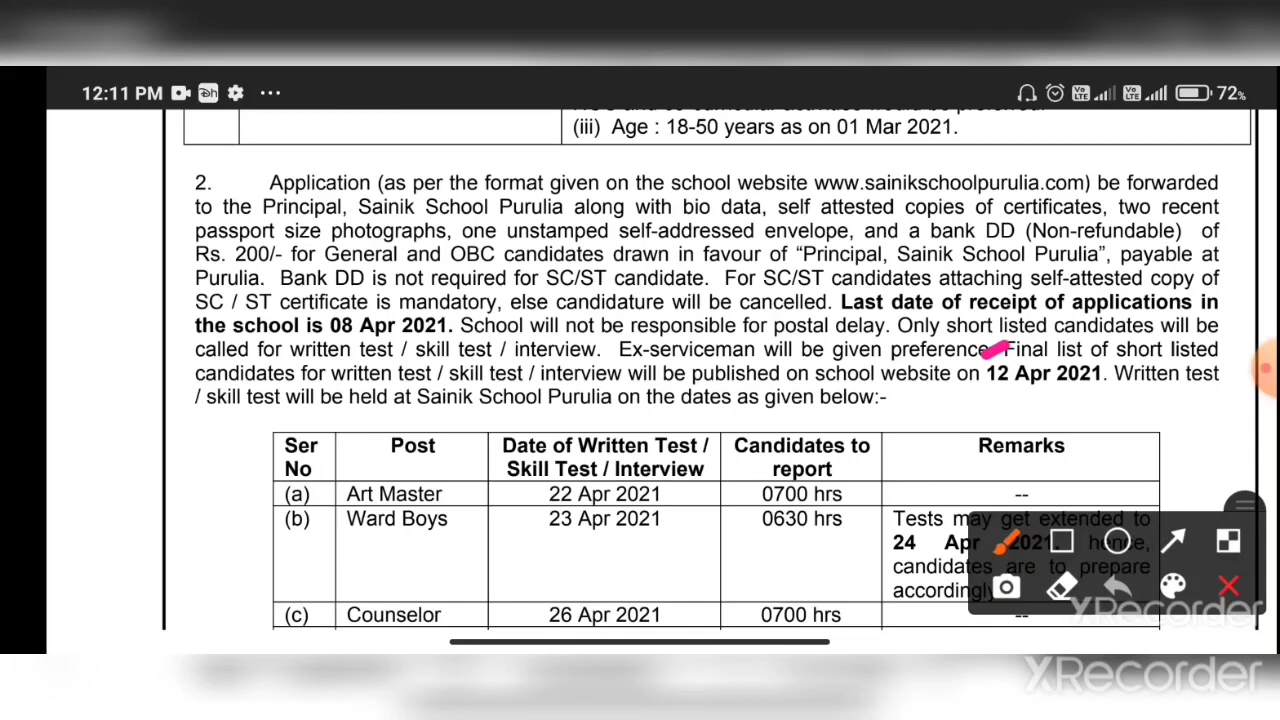 12:11 PM ... 72%
(iii) Age : 18-50 years as on 01 Mar 2021.
2. Application (as per the format given on the school website www.sainikschoolpurulia.com) be forwarded
to the Principal, Sainik School Purulia along with bio data, self attested copies of certificates, two recent
passport size photographs, one unstamped self-addressed envelope, and a bank DD (Non-refundable) of
Rs. 200/- for General and OBC candidates drawn in favour of “Principal, Sainik School Purulia”, payable at
Purulia. Bank DD is not required for SC/ST candidate. For SC/ST candidates attaching self-attested copy of
SC / ST certificate is mandatory, else candidature will be cancelled. Last date of receipt of applications in
the school is 08 Apr 2021. School will not be responsible for postal delay. Only short listed candidates will be
called for written test / skill test / interview. Ex-serviceman will be given preference Final list of short listed
candidates for written test / skill test / interview will be published on school website on 12 Apr 2021. Written test
/ skill test will be held at Sainik School Purulia on the dates as given below:-
Ser No Post Date of Written Test / Skill Test / Interview Candidates to report Remarks
(a) Art Master 22 Apr 2021 0700 hrs --
(b) Ward Boys 23 Apr 2021 0630 hrs Tests may get extended to
24 Apr 2021, hence,
candidates are to prepare
accordingly
(c) Counselor 26 Apr 2021 0700 hrs --
XRecorder
XRecorder